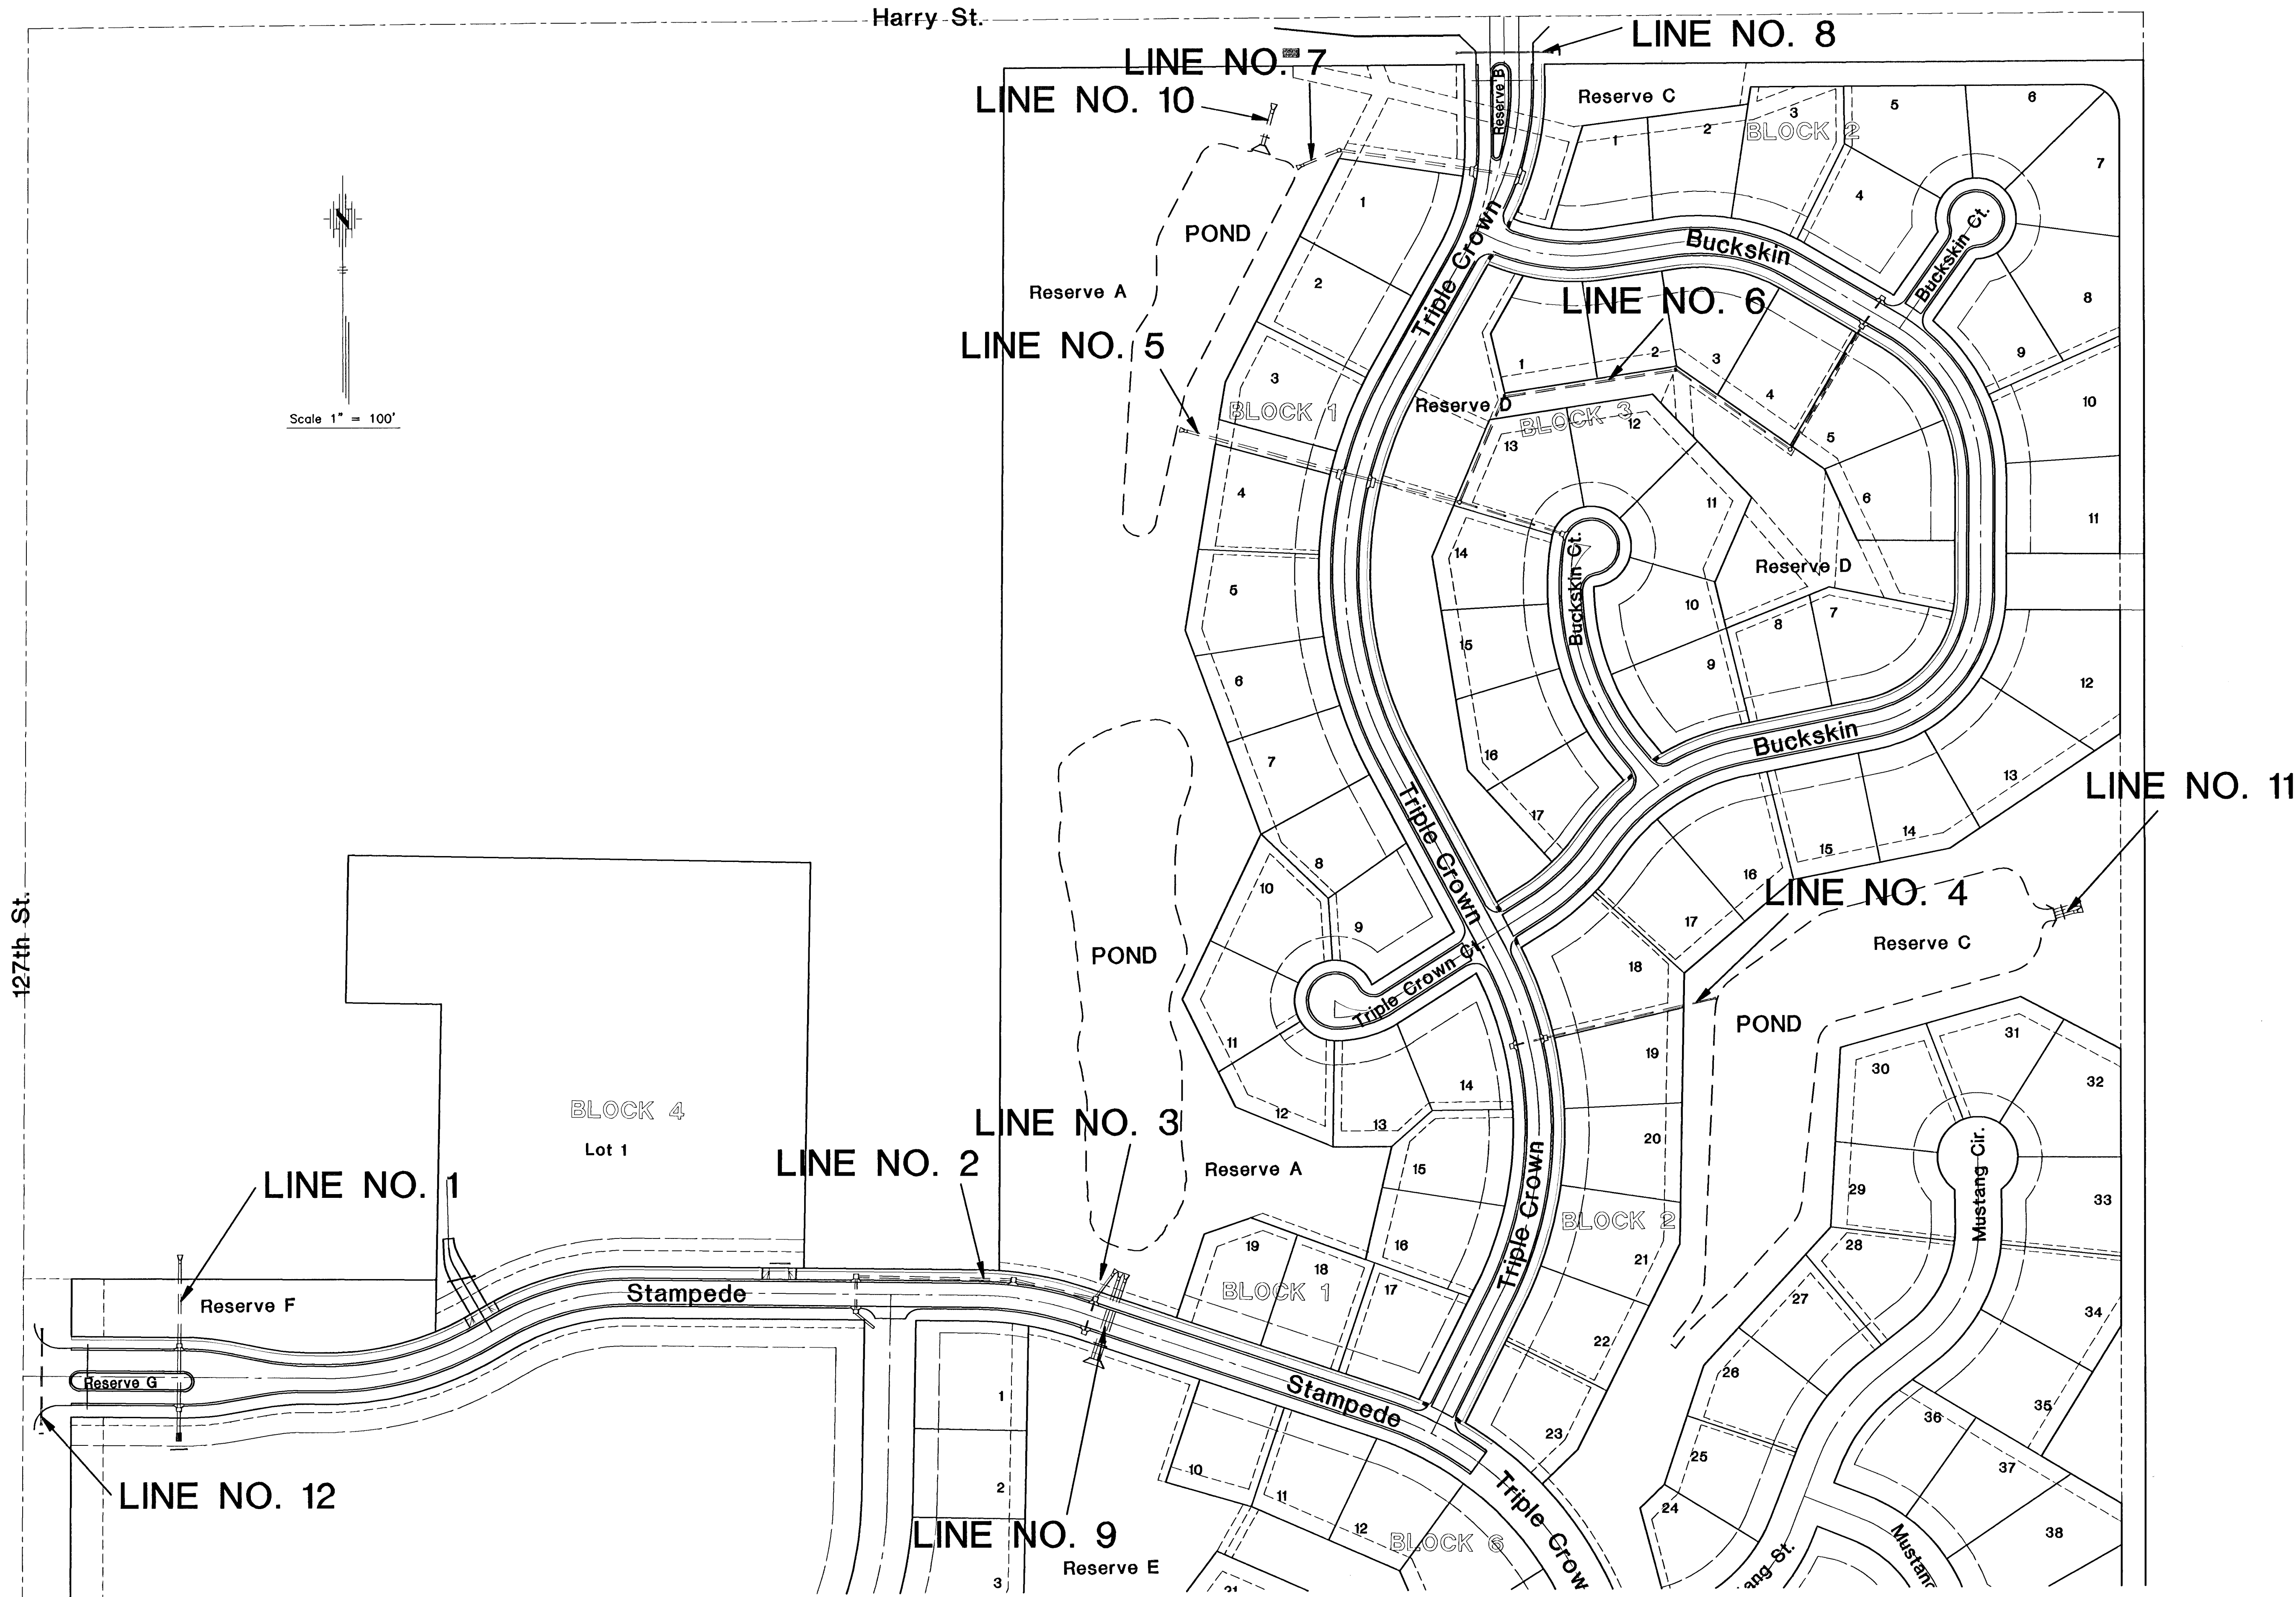 Harry St.
LINE NO. 8
LINE NO. 7
LINE NO. 10
Reserve B
Reserve C
1
2
3
BLOCK 2
4
5
6
7
8
9
10
11
12
13
14
15
16
17
18
19
20
BLOCK 2
21
22
23
N
Scale 1" = 100'
POND
Reserve A
LINE NO. 5
1
2
3
BLOCK 1
4
5
6
7
8
9
10
11
12
13
14
15
16
17
18
19
BLOCK 1
Triple Crown
Buckskin
Buckskin Ct.
LINE NO. 6
1
2
3
4
5
6
Reserve D
BLOCK 3
13
12
11
10
9
8
7
14
15
16
17
Buckskin Ct.
Reserve D
Buckskin
LINE NO. 11
LINE NO. 4
Reserve C
POND
Triple Crown
Triple Crown Ct.
POND
127th St.
BLOCK 4
Lot 1
LINE NO. 3
LINE NO. 2
Reserve A
LINE NO. 1
Reserve F
Stampede
Reserve G
LINE NO. 12
Triple Crown
Stampede
LINE NO. 9
Reserve E
1
2
3
10
11
12
21
BLOCK 6
Triple Crow
30
31
32
33
29
28
27
26
25
24
34
35
36
37
38
Mustang Cir.
ang St.
Mustang